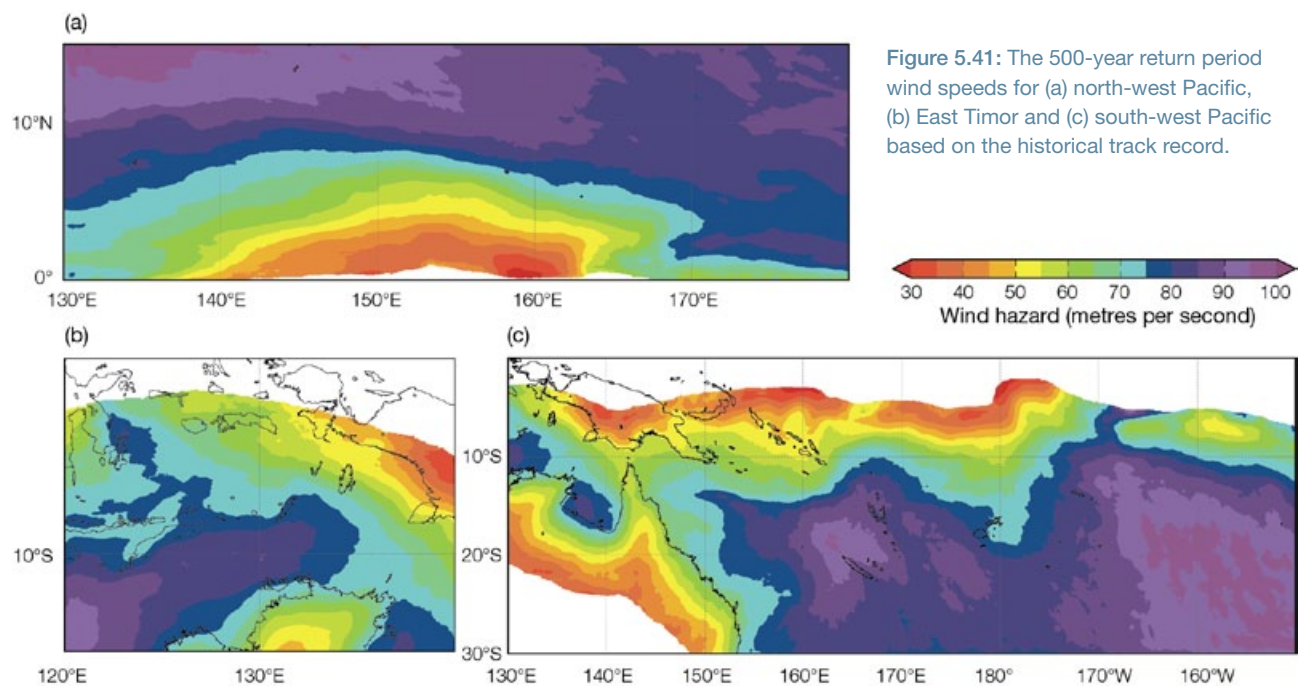 (a)
Figure 5.41: The 500-year return period
wind speeds for (a) north-west Pacific,
(b) East Timor and (c) south-west Pacific
based on the historical track record.
10°N
0°
130°E 140°E 150°E 160°E 170°E
30 40 50 60 70 80 90 100
Wind hazard (metres per second)
(b)
10°S
120°E 130°E
(c)
10°S
20°S
30°S
130°E 140°E 150°E 160°E 170°E 180° 170°W 160°W